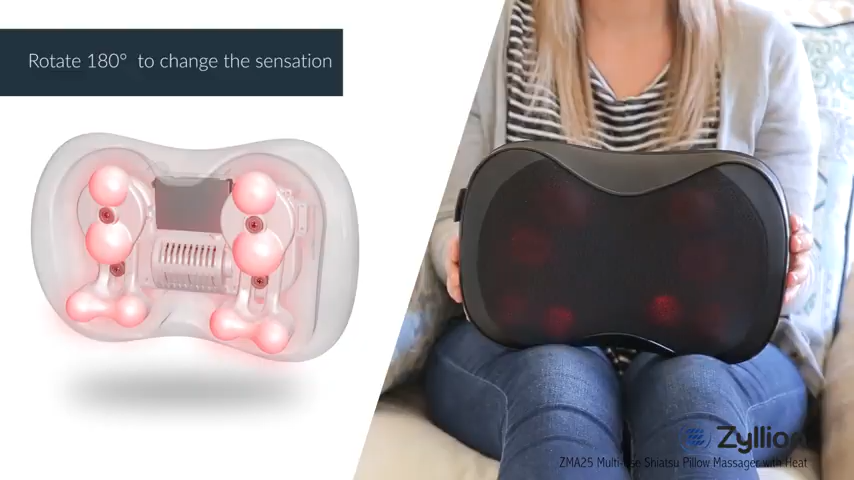 Rotate 180° to change the sensation
Zyllion
ZMA25 Multi-Use Shiatsu Pillow Massager with Heat